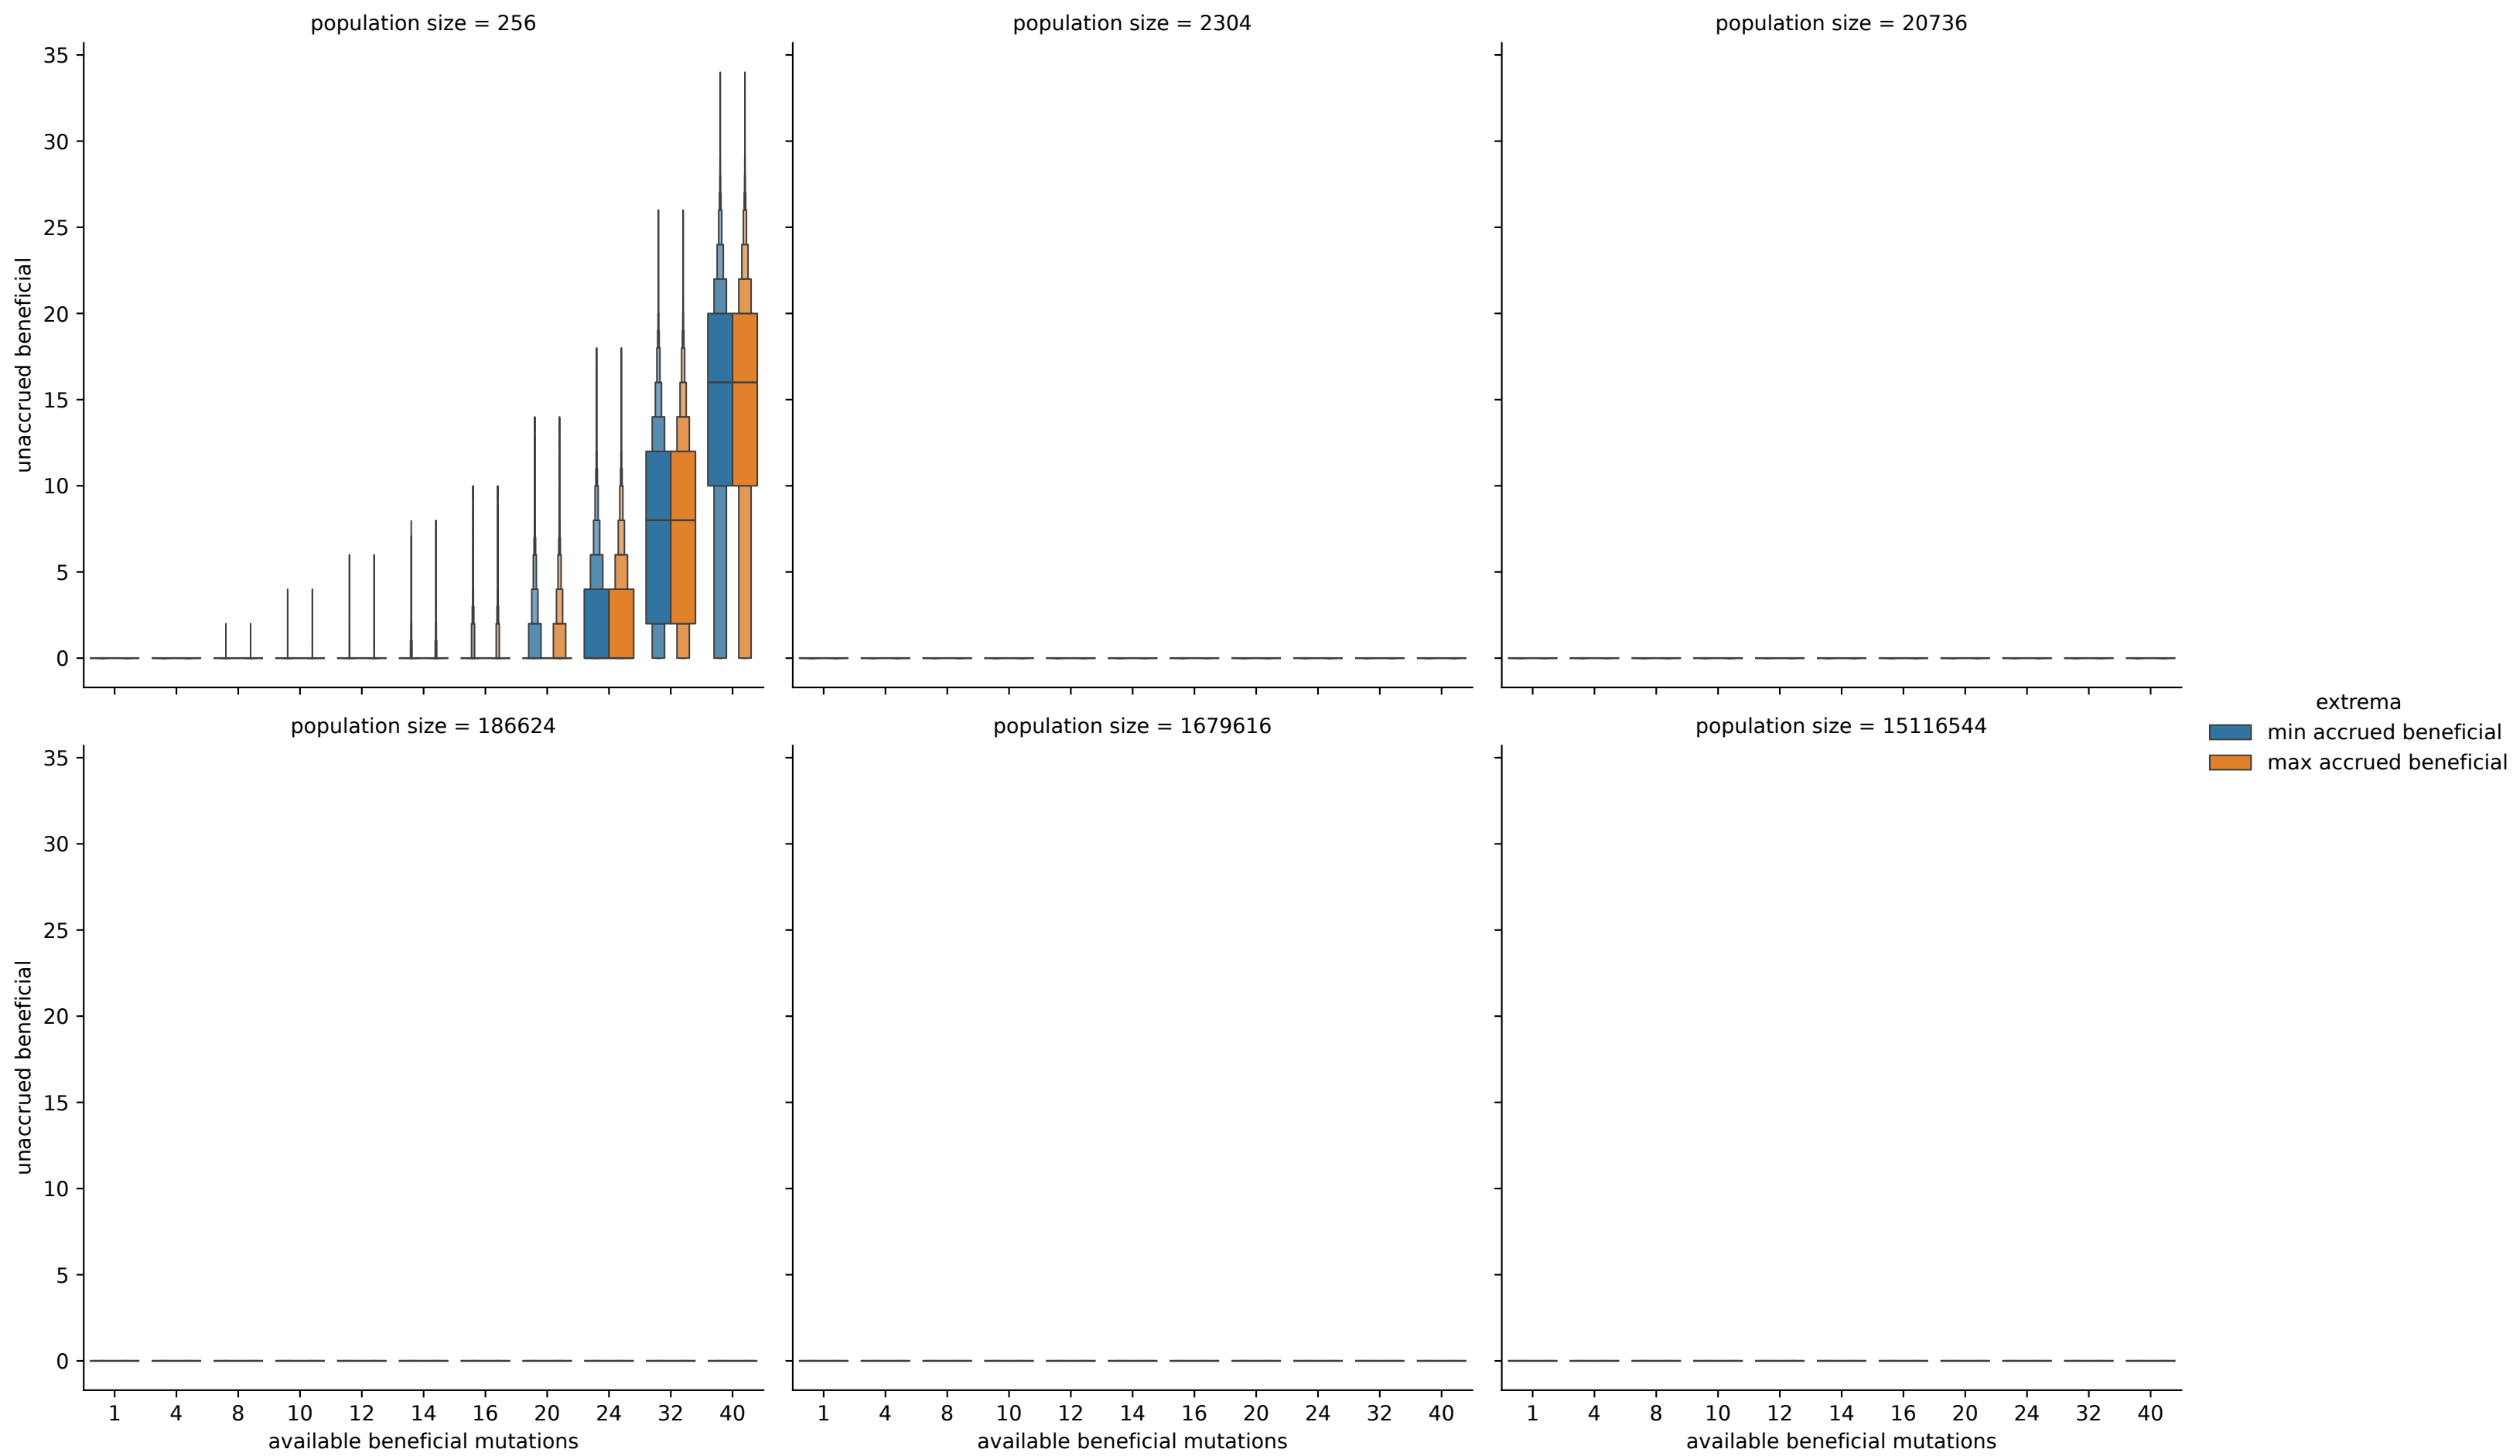 population size = 256
population size = 2304
population size = 20736
35
30
25
20
15
10
5
0
unaccrued beneficial
population size = 186624
population size = 1679616
population size = 15116544
35
30
25
20
15
10
5
0
unaccrued beneficial
1 4 8 10 12 14 16 20 24 32 40
available beneficial mutations
1 4 8 10 12 14 16 20 24 32 40
available beneficial mutations
1 4 8 10 12 14 16 20 24 32 40
available beneficial mutations
extrema
min accrued beneficial
max accrued beneficial